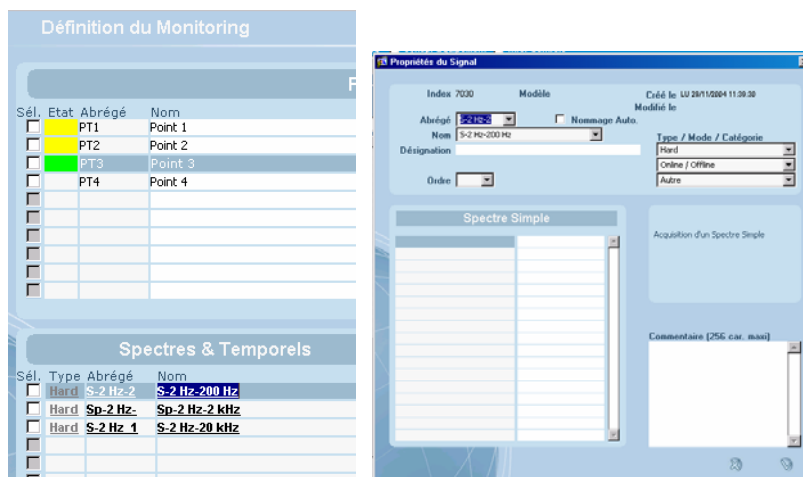 Définition du Monitoring
Sél. Etat Abrégé Nom
PT1 Point 1
PT2 Point 2
PT3 Point 3
PT4 Point 4
Spectres & Temporels
Sél. Type Abrégé Nom
Hard S-2 Hz-2 S-2 Hz-200 Hz
Hard Sp-2 Hz- Sp-2 Hz-2 kHz
Hard S-2 Hz_1 S-2 Hz-20 kHz
Propriétés du Signal
Index 7030 Modèle Créé le LU 29/11/2004 11:39:30
Modifié le
Abrégé S-2 Hz-2 Nommage Auto.
Nom S-2 Hz-200 Hz Type / Mode / Catégorie
Désignation Hard
Online / Offline
Ordre Autre
Spectre Simple
Acquisition d'un Spectre Simple
Commentaire (256 car. maxi)